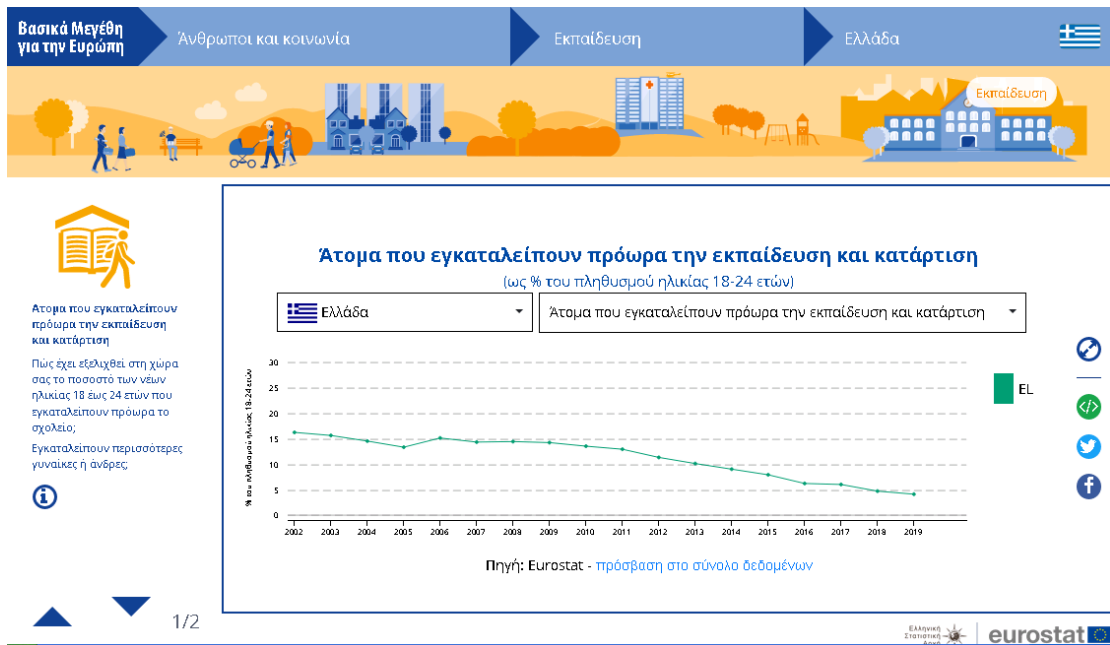 Βασικά Μεγέθη
για την Ευρώπη
Άνθρωποι και κοινωνία
Εκπαίδευση
Ελλάδα
Εκπαίδευση
Άτομα που εγκαταλείπουν
πρόωρα την εκπαίδευση
και κατάρτιση
Πώς έχει εξελιχθεί στη χώρα
σας το ποσοστό των νέων
ηλικίας 18 έως 24 ετών που
εγκαταλείπουν πρόωρα το
σχολείο;
Εγκαταλείπουν περισσότερες
γυναίκες ή άνδρες;
1/2
Άτομα που εγκαταλείπουν πρόωρα την εκπαίδευση και κατάρτιση
(ως % του πληθυσμού ηλικίας 18-24 ετών)
Ελλάδα
Άτομα που εγκαταλείπουν πρόωρα την εκπαίδευση και κατάρτιση
% του πληθυσμού ηλικίας 18-24 ετών
30
25
20
15
10
5
0
2002 2003 2004 2005 2006 2007 2008 2009 2010 2011 2012 2013 2014 2015 2016 2017 2018 2019
EL
Πηγή: Eurostat - πρόσβαση στο σύνολο δεδομένων
Ελληνική
Στατιστική
Αρχή
eurostat